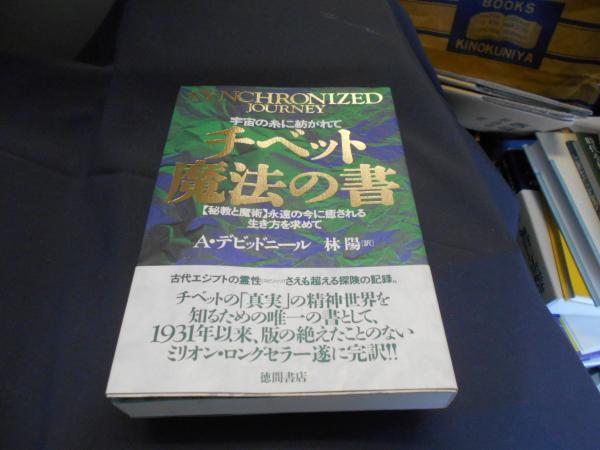 BOOKS
KINOKUNIYA
SYNCHRONIZED
JOURNEY
宇宙の糸に紡がれて
チベット
魔法の書
【秘教と魔術】永遠の今に癒される
生き方を求めて
A・デビッドニール 林陽[訳]
古代エジプトの霊性さえも超える探険の記録。
チベットの「真実」の精神世界を
知るための唯一の書として、
1931年以来、版の絶えたことのない
ミリオン・ロングセラー遂に完訳!!
徳間書店